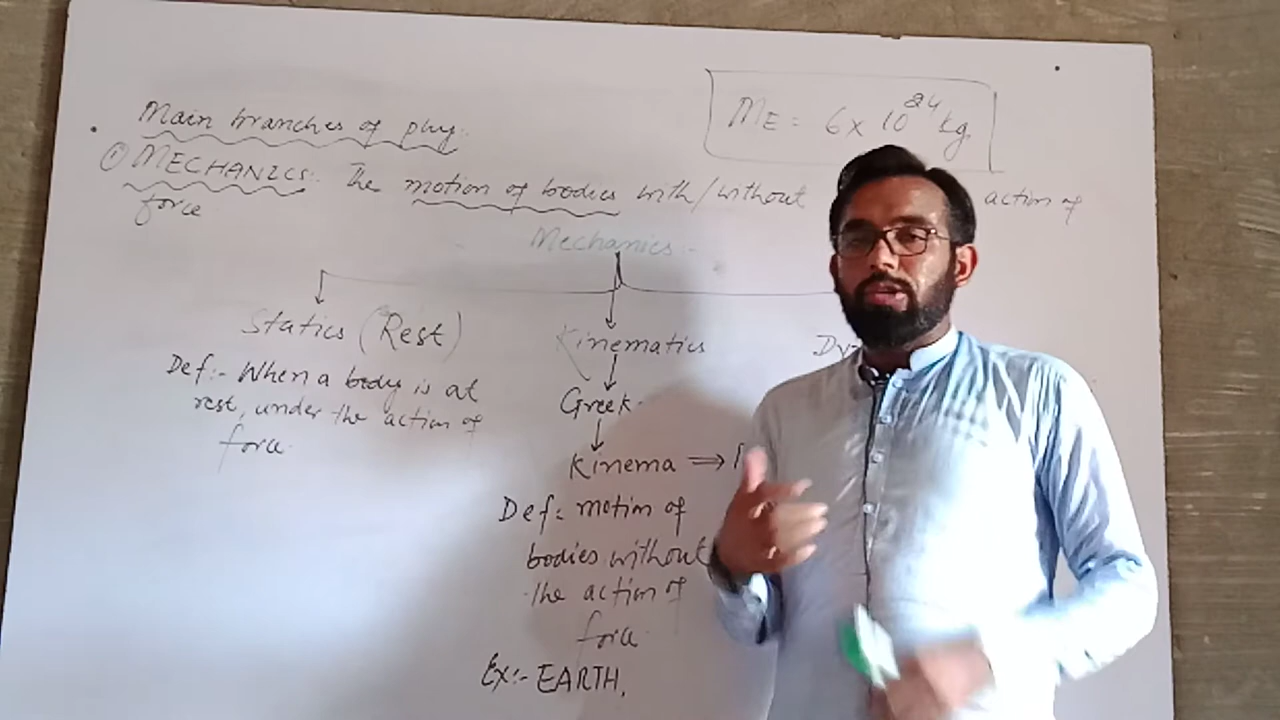 Main branches of phy.
ME = 6 x 10^24 kg
① MECHANICS:- The motion of bodies with/without action of
force
Mechanics:-
Statics (Rest)
Kinematics
Def:- When a body is at
rest, under the action of
force.
Greek.
Kinema ⇒
Def: motion of
bodies without
the action of
force.
Ex:- EARTH,